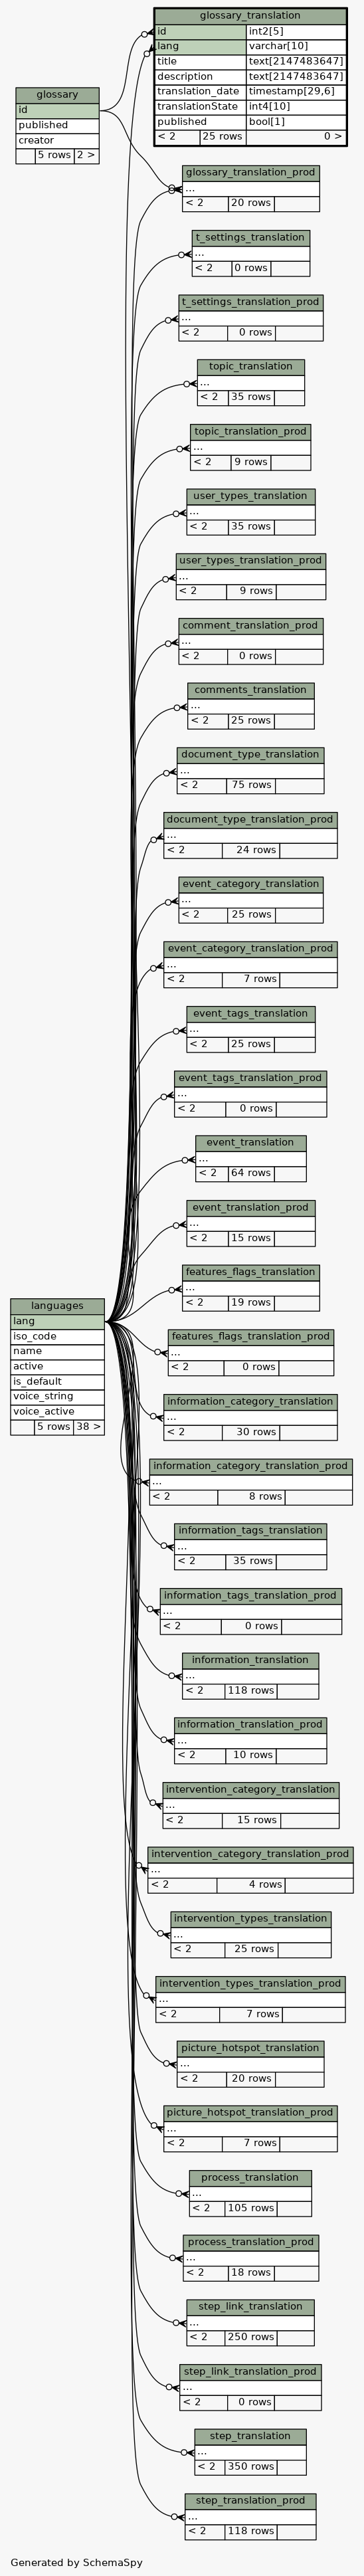 glossary_translation
id int2[5]
lang varchar[10]
title text[2147483647]
description text[2147483647]
translation_date timestamp[29,6]
translationState int4[10]
published bool[1]
< 2 25 rows 0 >
glossary
id
published
creator
5 rows 2 >
glossary_translation_prod
...
< 2 20 rows
t_settings_translation
...
< 2 0 rows
t_settings_translation_prod
...
< 2 0 rows
topic_translation
...
< 2 35 rows
topic_translation_prod
...
< 2 9 rows
user_types_translation
...
< 2 35 rows
user_types_translation_prod
...
< 2 9 rows
comment_translation_prod
...
< 2 0 rows
comments_translation
...
< 2 25 rows
document_type_translation
...
< 2 75 rows
document_type_translation_prod
...
< 2 24 rows
event_category_translation
...
< 2 25 rows
event_category_translation_prod
...
< 2 7 rows
event_tags_translation
...
< 2 25 rows
event_tags_translation_prod
...
< 2 0 rows
event_translation
...
< 2 64 rows
event_translation_prod
...
< 2 15 rows
features_flags_translation
...
< 2 19 rows
languages
lang
iso_code
name
active
is_default
voice_string
voice_active
5 rows 38 >
features_flags_translation_prod
...
< 2 0 rows
information_category_translation
...
< 2 30 rows
information_category_translation_prod
...
< 2 8 rows
information_tags_translation
...
< 2 35 rows
information_tags_translation_prod
...
< 2 0 rows
information_translation
...
< 2 118 rows
information_translation_prod
...
< 2 10 rows
intervention_category_translation
...
< 2 15 rows
intervention_category_translation_prod
...
< 2 4 rows
intervention_types_translation
...
< 2 25 rows
intervention_types_translation_prod
...
< 2 7 rows
picture_hotspot_translation
...
< 2 20 rows
picture_hotspot_translation_prod
...
< 2 7 rows
process_translation
...
< 2 105 rows
process_translation_prod
...
< 2 18 rows
step_link_translation
...
< 2 250 rows
step_link_translation_prod
...
< 2 0 rows
step_translation
...
< 2 350 rows
step_translation_prod
...
< 2 118 rows
Generated by SchemaSpy